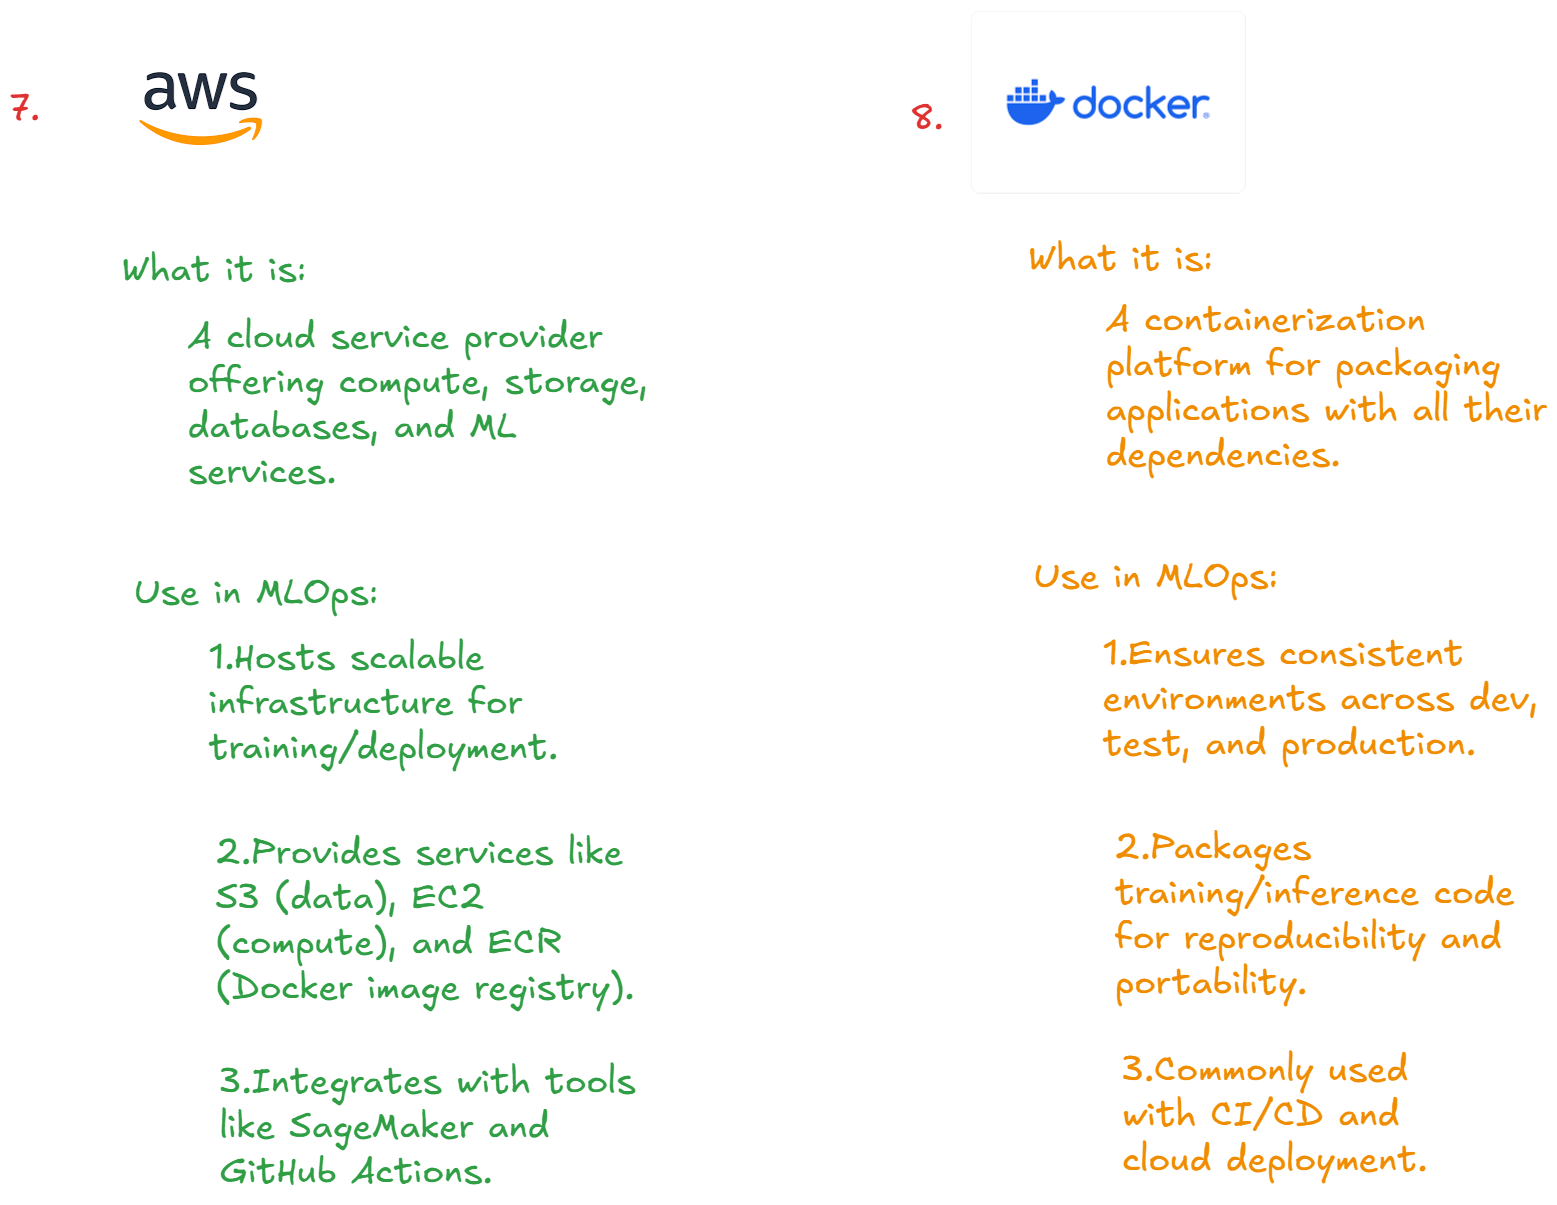 7.
aws
What it is:
A cloud service provider
offering compute, storage,
databases, and ML
services.
Use in MLOps:
1.Hosts scalable
infrastructure for
training/deployment.
2.Provides services like
S3 (data), EC2
(compute), and ECR
(Docker image registry).
3.Integrates with tools
like SageMaker and
GitHub Actions.
8.
docker®
What it is:
A containerization
platform for packaging
applications with all their
dependencies.
Use in MLOps:
1.Ensures consistent
environments across dev,
test, and production.
2.Packages
training/inference code
for reproducibility and
portability.
3.Commonly used
with CI/CD and
cloud deployment.